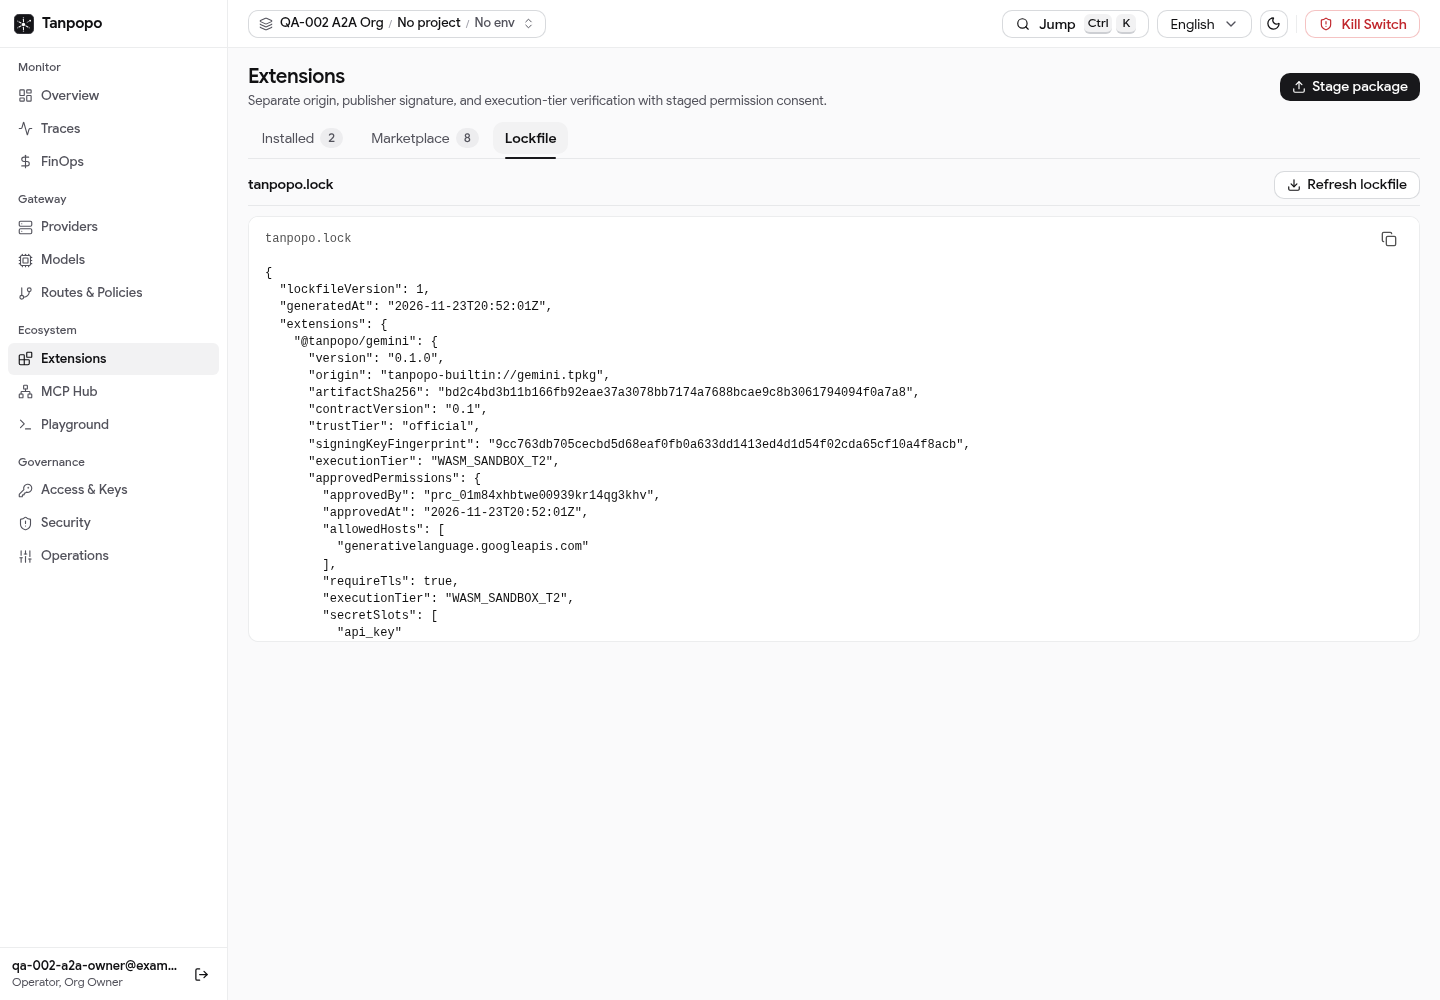 Tanpopo
QA-002 A2A Org / No project / No env
Jump Ctrl K
English
Kill Switch
Monitor
Overview
Traces
FinOps
Gateway
Providers
Models
Routes & Policies
Ecosystem
Extensions
MCP Hub
Playground
Governance
Access & Keys
Security
Operations
qa-002-a2a-owner@exam...
Operator, Org Owner
Extensions
Separate origin, publisher signature, and execution-tier verification with staged permission consent.
Stage package
Installed 2 Marketplace 8 Lockfile
tanpopo.lock
Refresh lockfile
tanpopo.lock
{
  "lockfileVersion": 1,
  "generatedAt": "2026-11-23T20:52:01Z",
  "extensions": {
    "@tanpopo/gemini": {
      "version": "0.1.0",
      "origin": "tanpopo-builtin://gemini.tpkg",
      "artifactSha256": "bd2c4bd3b11b166fb92eae37a3078bb7174a7688bcae9c8b3061794094f0a7a8",
      "contractVersion": "0.1",
      "trustTier": "official",
      "signingKeyFingerprint": "9cc763db705cecbd5d68eaf0fb0a633dd1413ed4d1d54f02cda65cf10a4f8acb",
      "executionTier": "WASM_SANDBOX_T2",
      "approvedPermissions": {
        "approvedBy": "prc_01m84xhbtwe00939kr14qg3khv",
        "approvedAt": "2026-11-23T20:52:01Z",
        "allowedHosts": [
          "generativelanguage.googleapis.com"
        ],
        "requireTls": true,
        "executionTier": "WASM_SANDBOX_T2",
        "secretSlots": [
          "api_key"